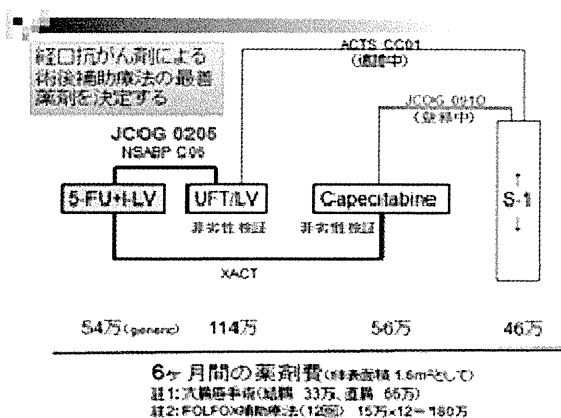 経口抗がん剤による
術後補助療法の最善
薬剤を決定する
ACTS CC01
(追跡中)
JCOG 0910
(登録中)
JCOG 0205
NSABP C06
5-FU+l-LV
UFT/LV
Capecitabine
S-1
↑
↓
非劣性検証
非劣性検証
XACT
54万(generic) 114万 56万 46万
6ヶ月間の薬剤費(体表面積 1.6m²として)
註1:大腸癌手術(結腸 33万、直腸 66万)
註2:FOLFOX補助療法(12回) 15万×12=180万